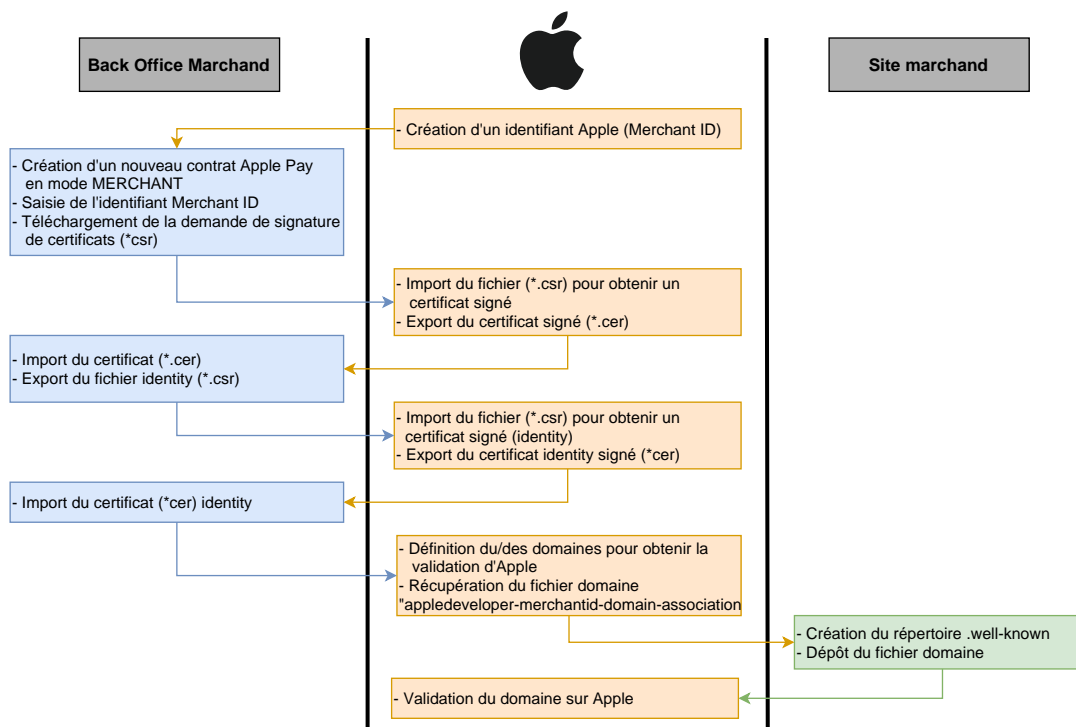 Back Office Marchand
Site marchand
- Création d'un identifiant Apple (Merchant ID)
- Création d'un nouveau contrat Apple Pay
en mode MERCHANT
- Saisie de l'identifiant Merchant ID
- Téléchargement de la demande de signature
de certificats (*csr)
- Import du fichier (*.csr) pour obtenir un
certificat signé
- Export du certificat signé (*.cer)
- Import du certificat (*.cer)
- Export du fichier identity (*.csr)
- Import du fichier (*.csr) pour obtenir un
certificat signé (identity)
- Export du certificat identity signé (*cer)
- Import du certificat (*cer) identity
- Définition du/des domaines pour obtenir la
validation d'Apple
- Récupération du fichier domaine
"appledeveloper-merchantid-domain-association
- Création du répertoire .well-known
- Dépôt du fichier domaine
- Validation du domaine sur Apple